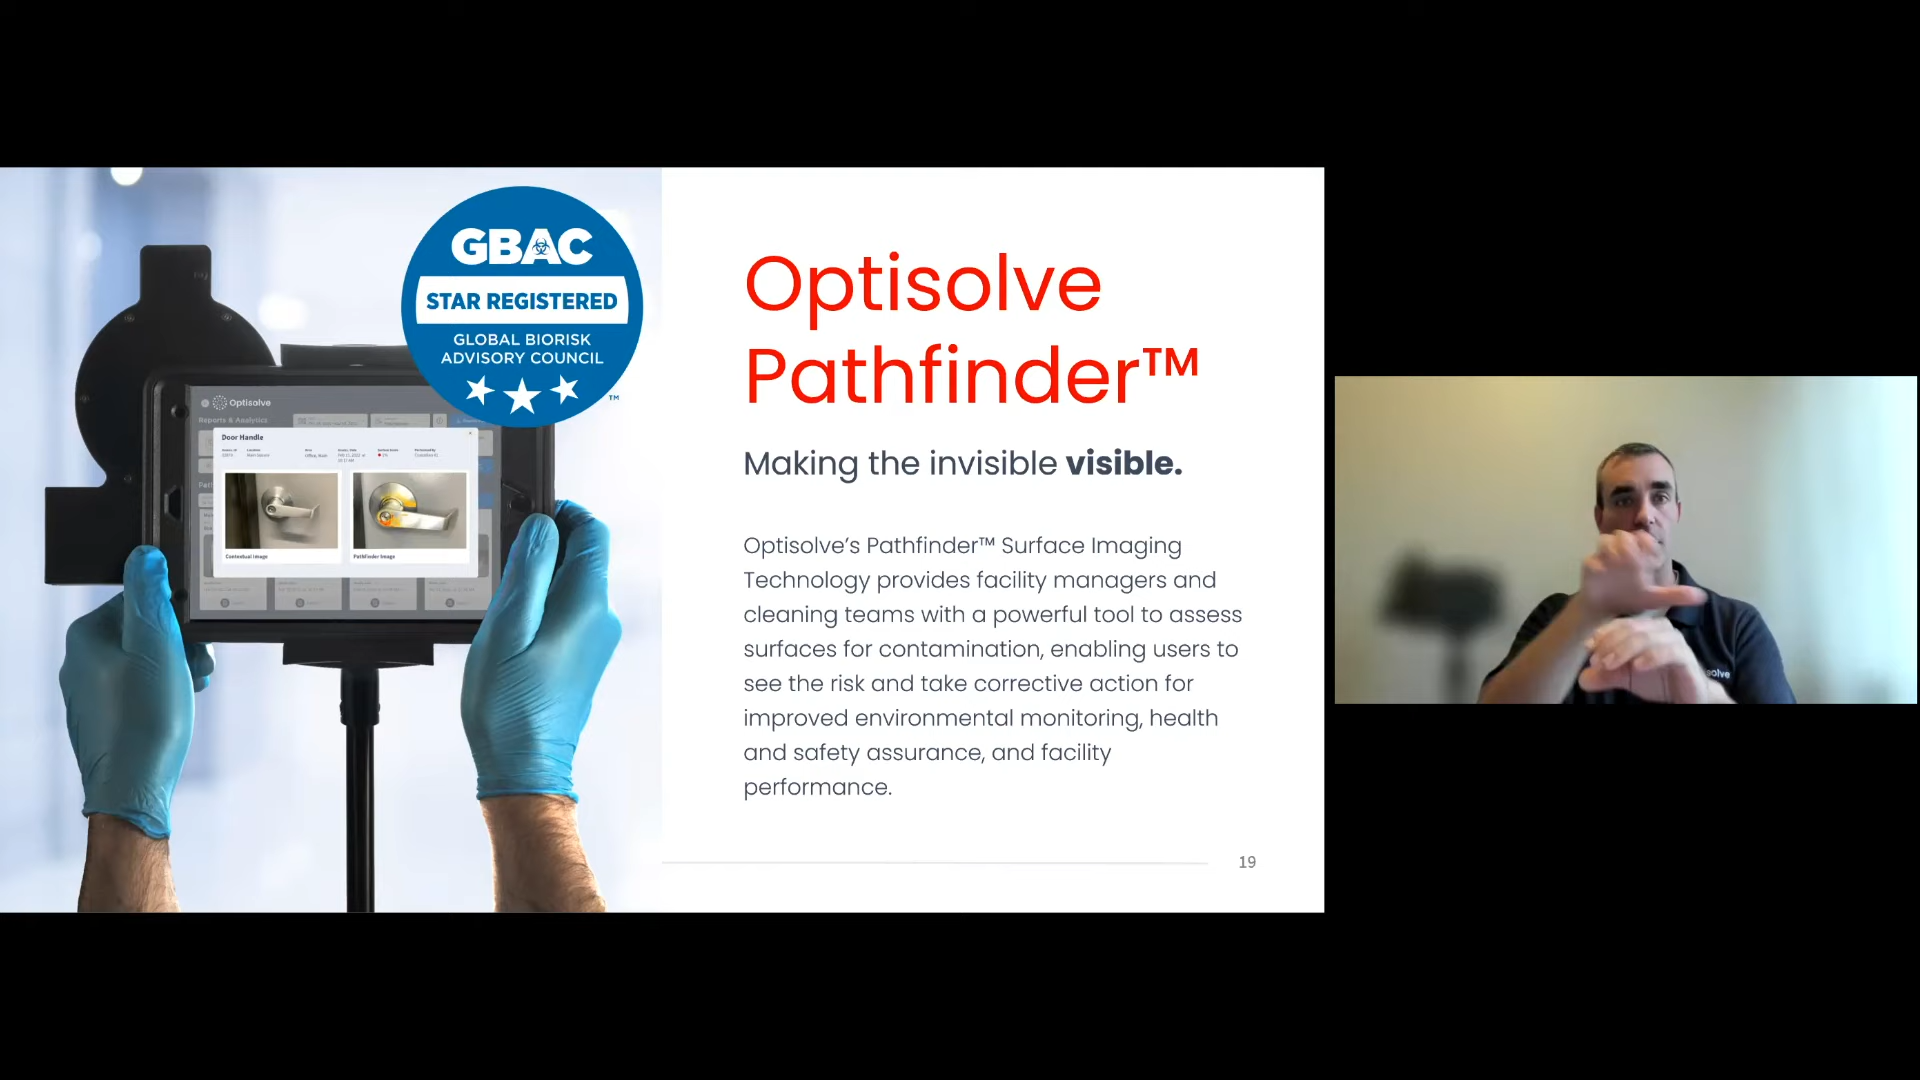 GBAC
STAR REGISTERED
GLOBAL BIORISK
ADVISORY COUNCIL
™
Optisolve
Reports & Analytics
Door Handle
Contextual Image
Pathfinder Image
Optisolve
Pathfinder™
Making the invisible visible.
Optisolve's Pathfinder™ Surface Imaging
Technology provides facility managers and
cleaning teams with a powerful tool to assess
surfaces for contamination, enabling users to
see the risk and take corrective action for
improved environmental monitoring, health
and safety assurance, and facility
performance.
19
solve